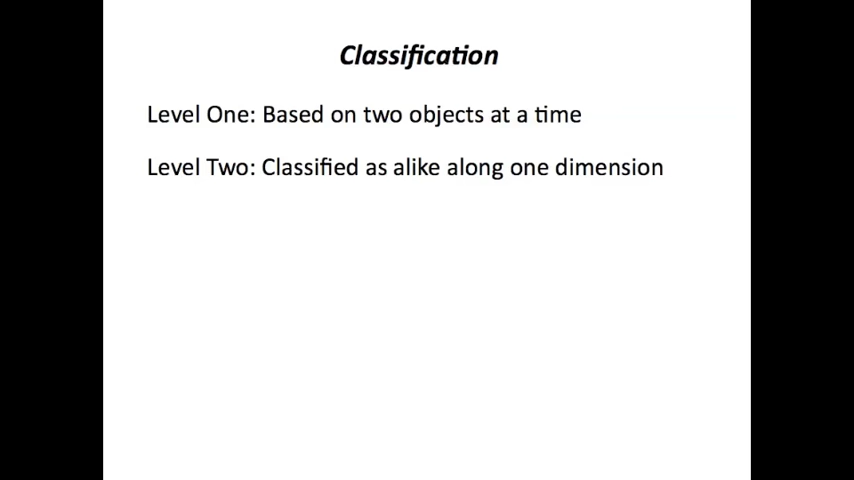 Classification
Level One: Based on two objects at a time
Level Two: Classified as alike along one dimension